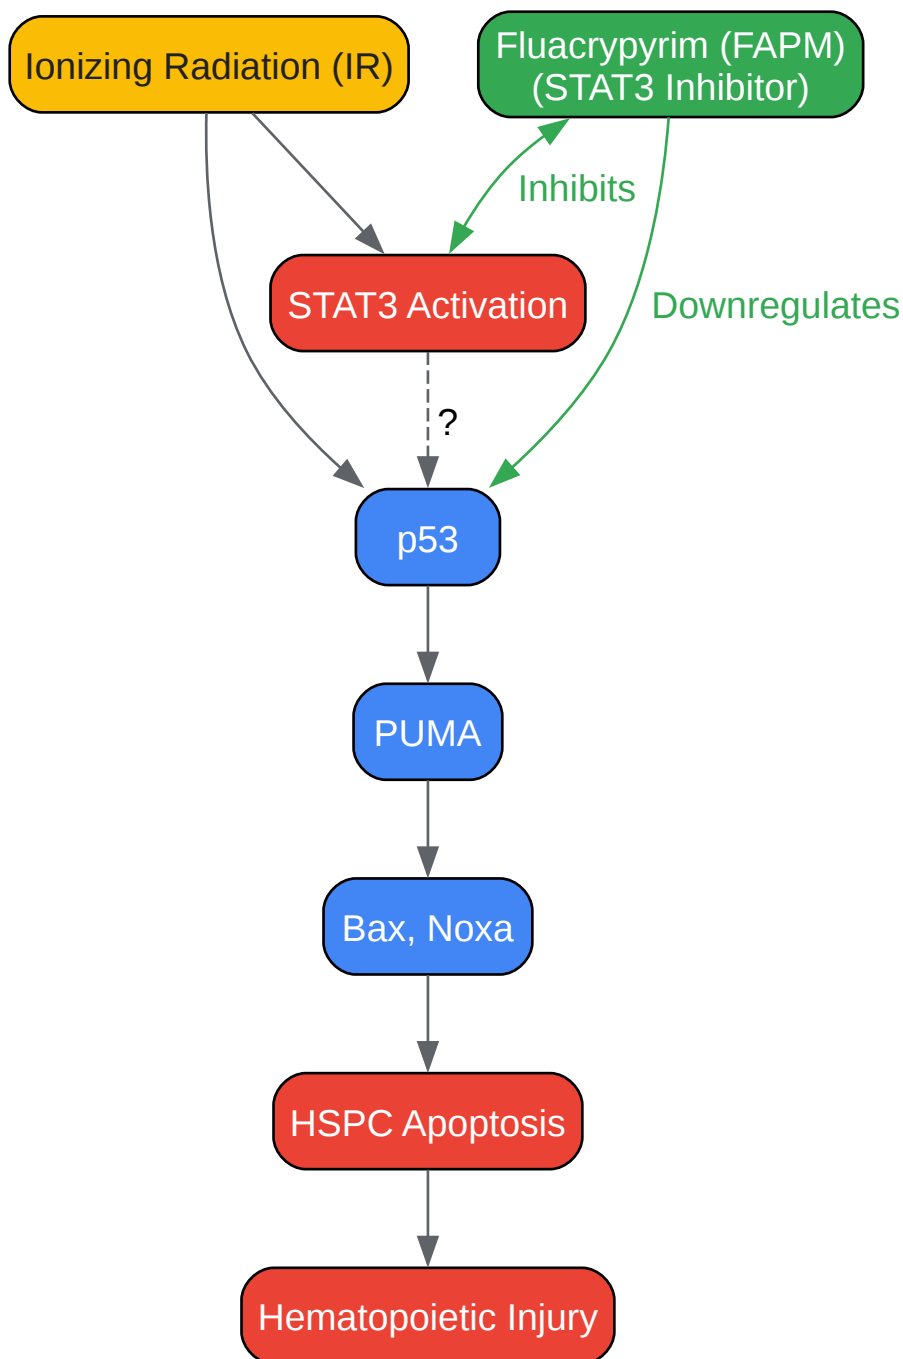 Ionizing Radiation (IR)
Fluacrypyrim (FAPM)
(STAT3 Inhibitor)
Inhibits
STAT3 Activation
Downregulates
?
p53
PUMA
Bax, Noxa
HSPC Apoptosis
Hematopoietic Injury